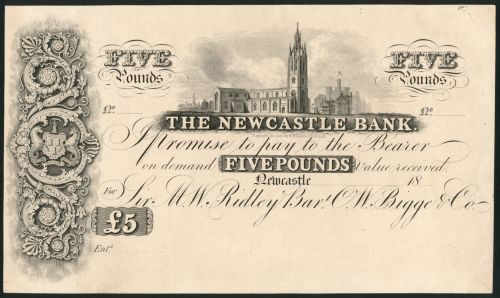 FIVE FIVE
Pounds Pounds
No. No.
THE NEWCASTLE BANK.
I promise to pay to the Bearer
on demand FIVE POUNDS Value received.
Newcastle 18
For Sir M.W. Ridley Bart. C.W. Bigge & Co.
£5
Entd.